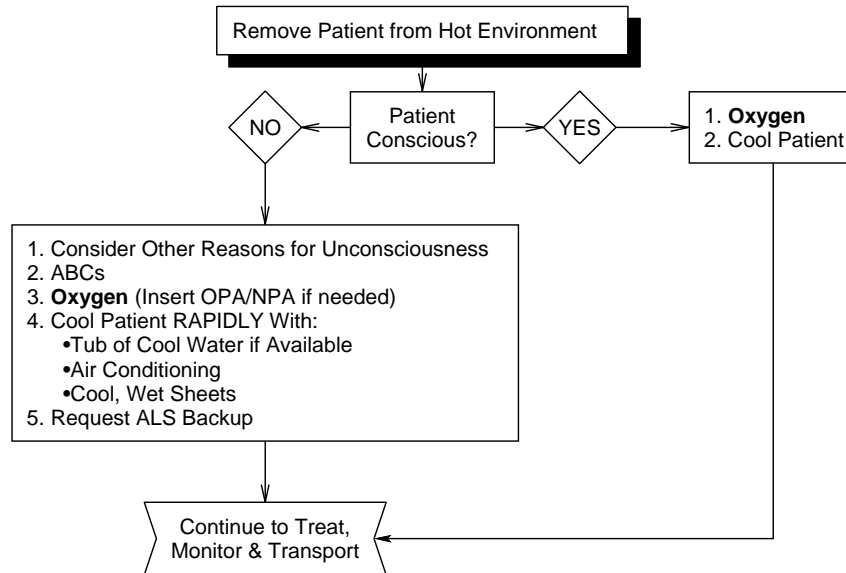 Remove Patient from Hot Environment
Patient
Conscious?
NO
YES
1. Oxygen
2. Cool Patient
1. Consider Other Reasons for Unconsciousness
2. ABCs
3. Oxygen (Insert OPA/NPA if needed)
4. Cool Patient RAPIDLY With:
•Tub of Cool Water if Available
•Air Conditioning
•Cool, Wet Sheets
5. Request ALS Backup
Continue to Treat,
Monitor & Transport